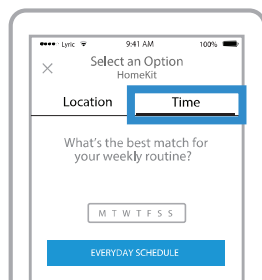 Lyric 9:41 AM 100%
Select an Option
HomeKit
Location Time
What's the best match for
your weekly routine?
M T W T F S S
EVERYDAY SCHEDULE